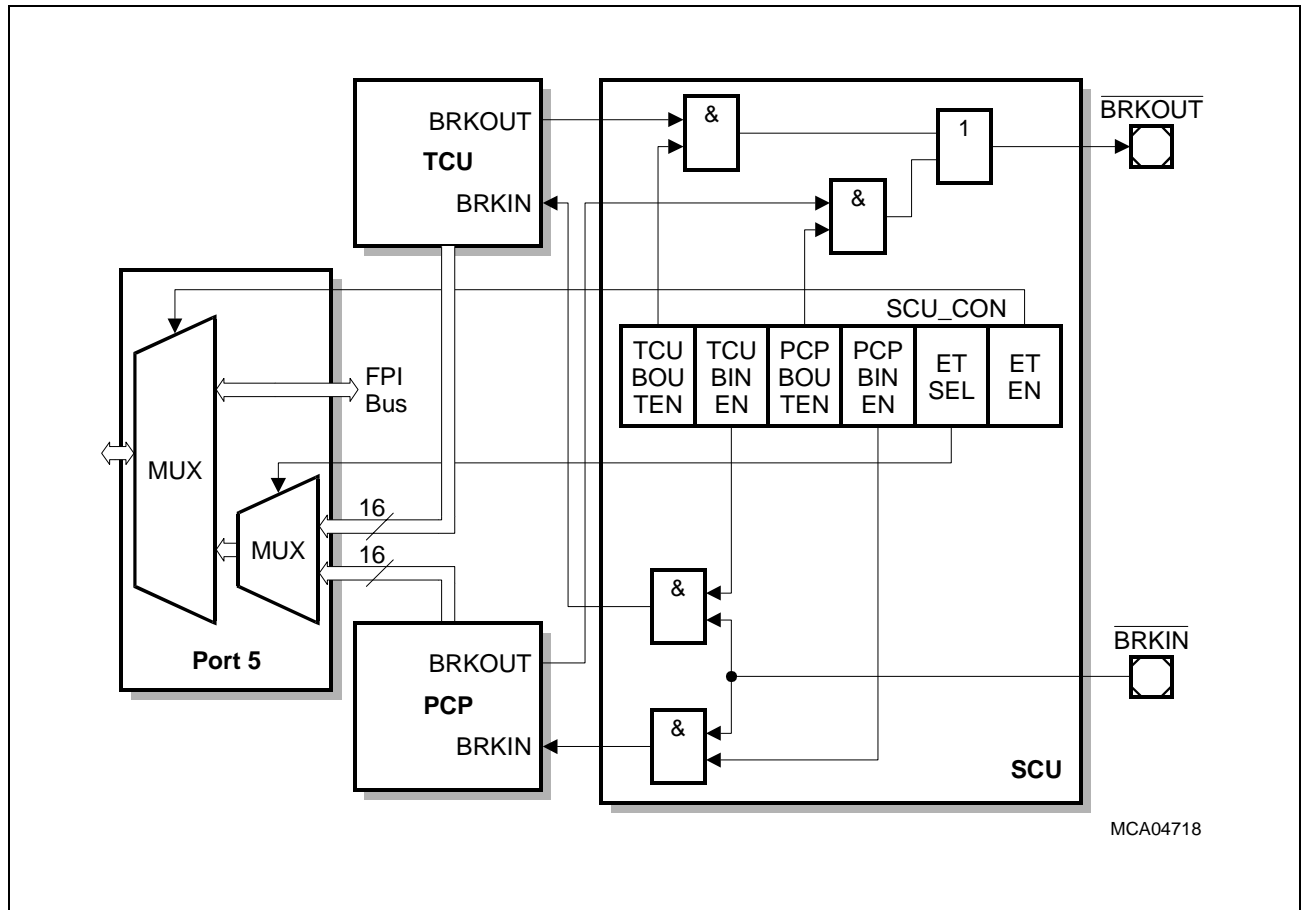 BRKOUT
TCU
BRKIN
&
1
BRKOUT
&
SCU_CON
TCU
BOU
TEN
TCU
BIN
EN
PCP
BOU
TEN
PCP
BIN
EN
ET
SEL
ET
EN
FPI
Bus
MUX
MUX
16
16
Port 5
BRKOUT
PCP
BRKIN
&
&
BRKIN
SCU
MCA04718